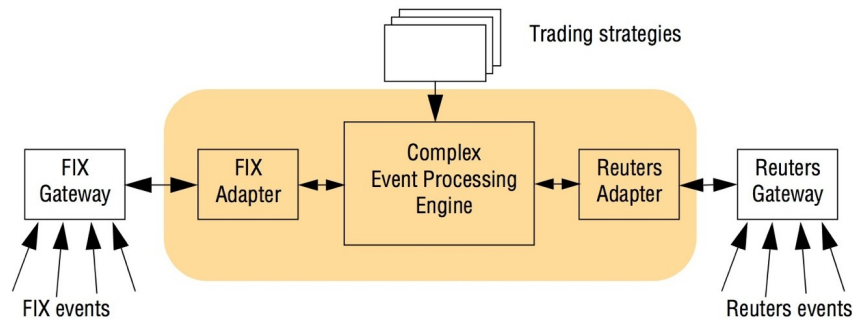 Trading strategies
FIX
Gateway
FIX
Adapter
Complex
Event Processing
Engine
Reuters
Adapter
Reuters
Gateway
FIX events
Reuters events